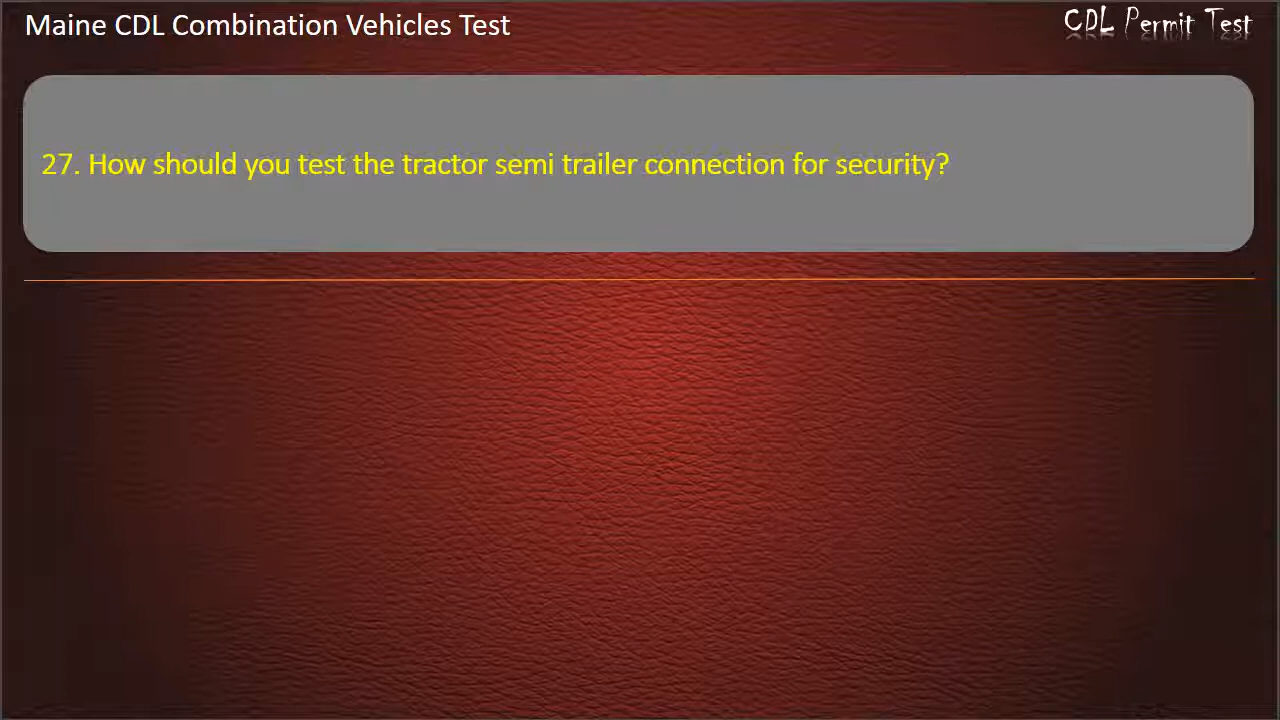 Maine CDL Combination Vehicles Test
CDL Permit Test
27. How should you test the tractor semi trailer connection for security?